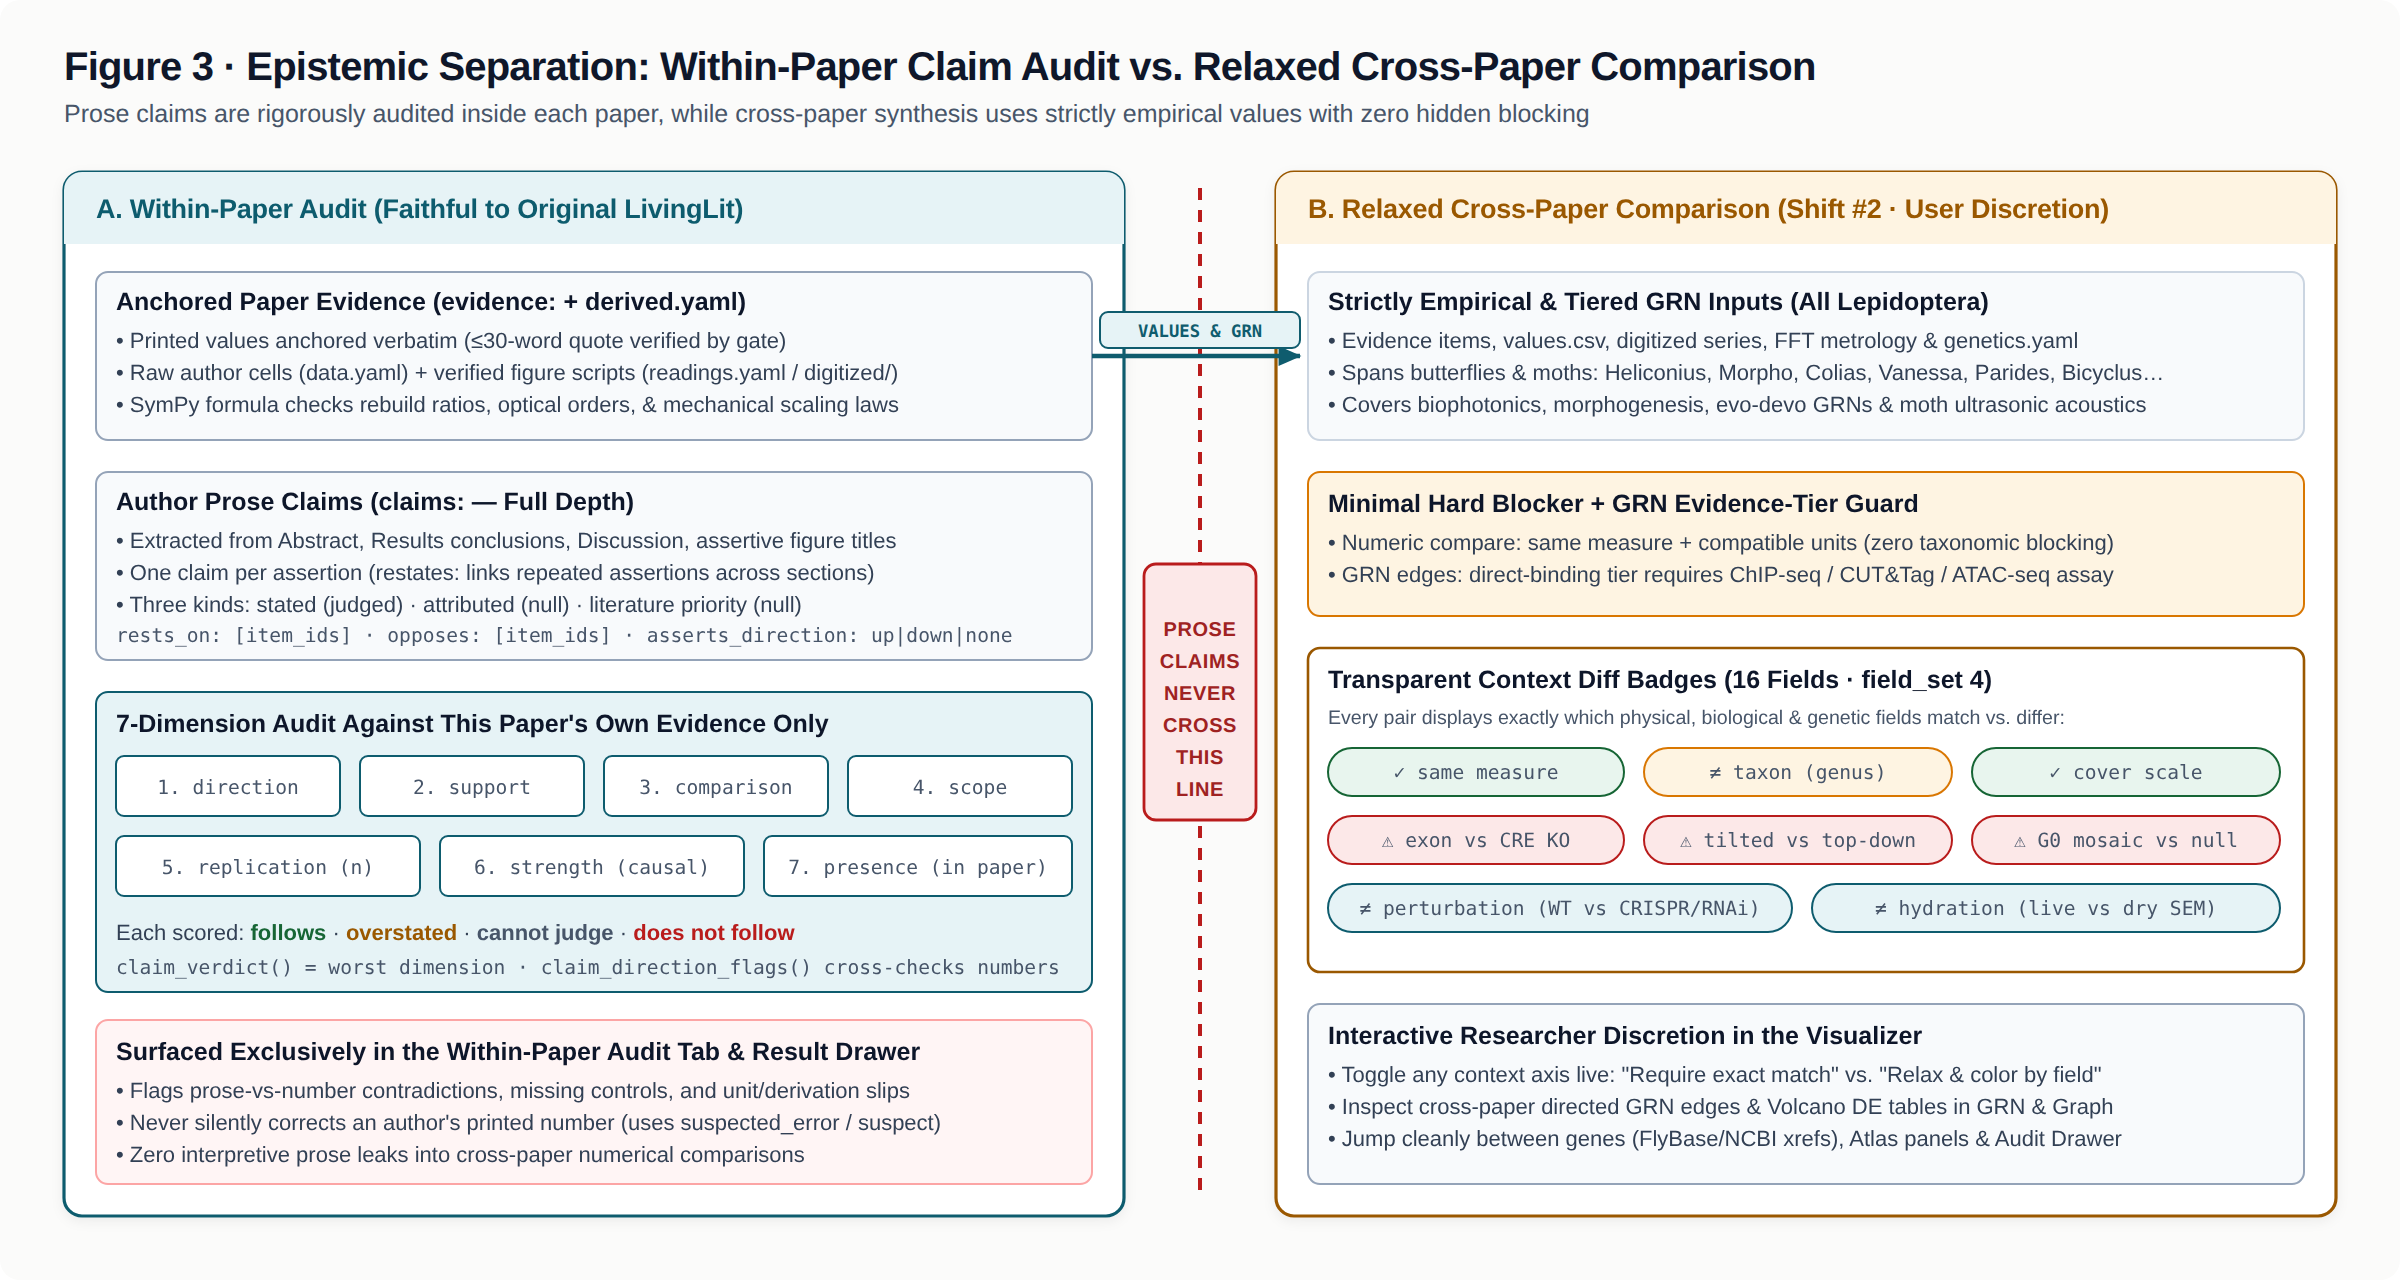 Figure 3 · Epistemic Separation: Within-Paper Claim Audit vs. Relaxed Cross-Paper Comparison
Prose claims are rigorously audited inside each paper, while cross-paper synthesis uses strictly empirical values with zero hidden blocking
A. Within-Paper Audit (Faithful to Original LivingLit)
Anchored Paper Evidence (evidence: + derived.yaml)
• Printed values anchored verbatim (≤30-word quote verified by gate)
• Raw author cells (data.yaml) + verified figure scripts (readings.yaml / digitized/)
• SymPy formula checks rebuild ratios, optical orders, & mechanical scaling laws
Author Prose Claims (claims: — Full Depth)
• Extracted from Abstract, Results conclusions, Discussion, assertive figure titles
• One claim per assertion (restates: links repeated assertions across sections)
• Three kinds: stated (judged) · attributed (null) · literature priority (null)
rests_on: [item_ids] · opposes: [item_ids] · asserts_direction: up|down|none
7-Dimension Audit Against This Paper's Own Evidence Only
1. direction
2. support
3. comparison
4. scope
5. replication (n)
6. strength (causal)
7. presence (in paper)
Each scored: follows · overstated · cannot judge · does not follow
claim_verdict() = worst dimension · claim_direction_flags() cross-checks numbers
Surfaced Exclusively in the Within-Paper Audit Tab & Result Drawer
• Flags prose-vs-number contradictions, missing controls, and unit/derivation slips
• Never silently corrects an author's printed number (uses suspected_error / suspect)
• Zero interpretive prose leaks into cross-paper numerical comparisons
VALUES & GRN
PROSE
CLAIMS
NEVER
CROSS
THIS
LINE
B. Relaxed Cross-Paper Comparison (Shift #2 · User Discretion)
Strictly Empirical & Tiered GRN Inputs (All Lepidoptera)
• Evidence items, values.csv, digitized series, FFT metrology & genetics.yaml
• Spans butterflies & moths: Heliconius, Morpho, Colias, Vanessa, Parides, Bicyclus…
• Covers biophotonics, morphogenesis, evo-devo GRNs & moth ultrasonic acoustics
Minimal Hard Blocker + GRN Evidence-Tier Guard
• Numeric compare: same measure + compatible units (zero taxonomic blocking)
• GRN edges: direct-binding tier requires ChIP-seq / CUT&Tag / ATAC-seq assay
Transparent Context Diff Badges (16 Fields · field_set 4)
Every pair displays exactly which physical, biological & genetic fields match vs. differ:
✓ same measure
≠ taxon (genus)
✓ cover scale
⚠ exon vs CRE KO
⚠ tilted vs top-down
⚠ G0 mosaic vs null
≠ perturbation (WT vs CRISPR/RNAi)
≠ hydration (live vs dry SEM)
Interactive Researcher Discretion in the Visualizer
• Toggle any context axis live: "Require exact match" vs. "Relax & color by field"
• Inspect cross-paper directed GRN edges & Volcano DE tables in GRN & Graph
• Jump cleanly between genes (FlyBase/NCBI xrefs), Atlas panels & Audit Drawer